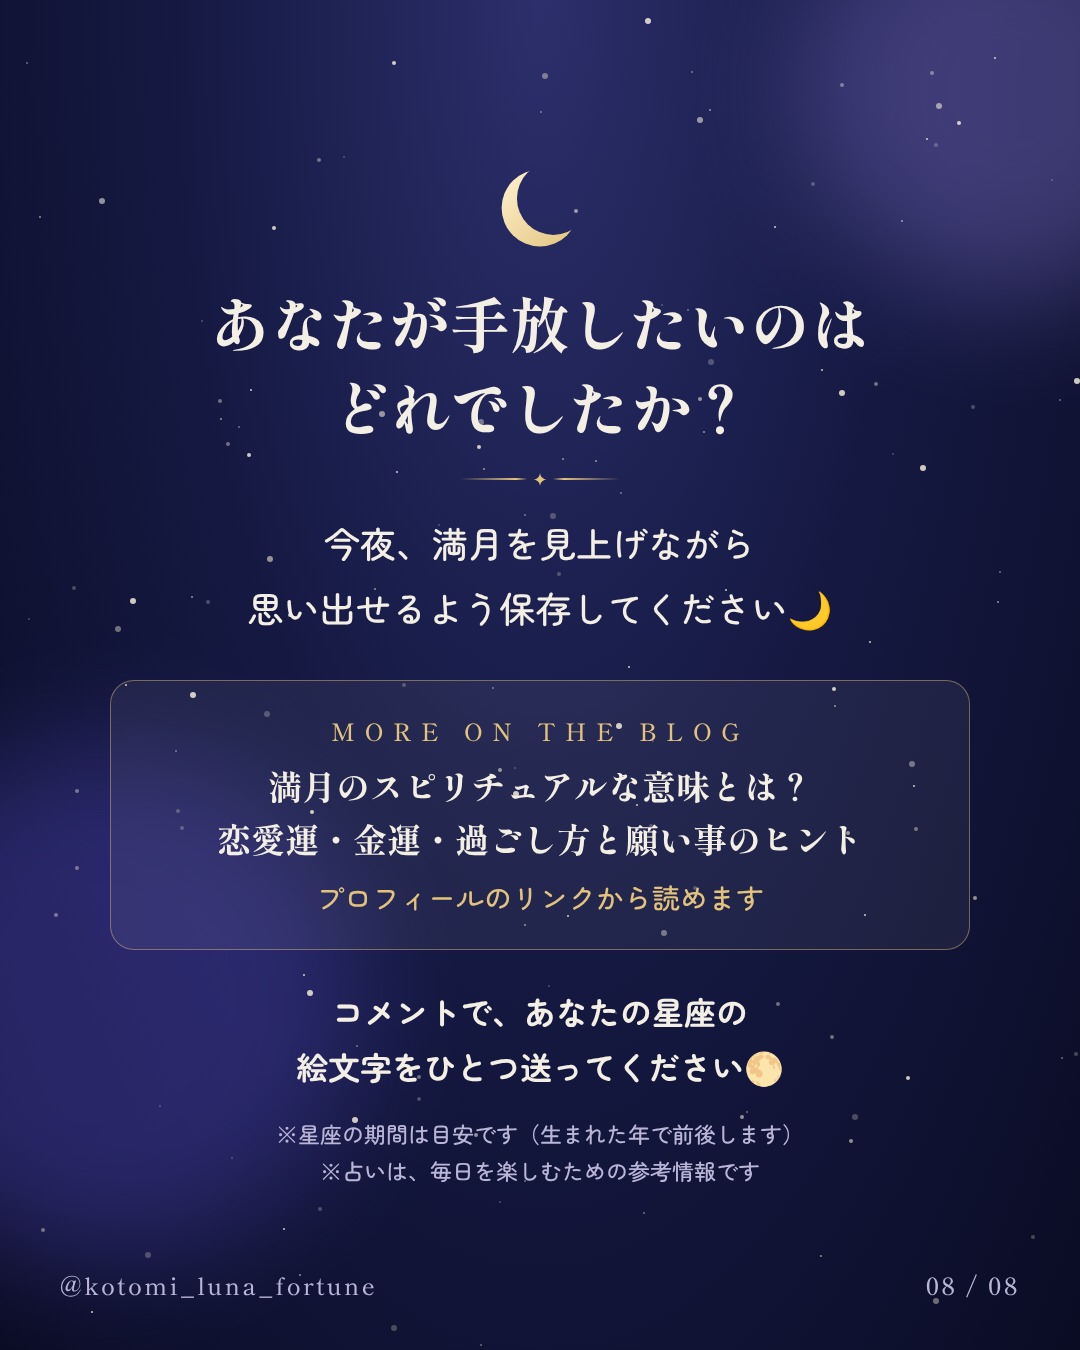 あなたが手放したいのは
どれでしたか？
今夜、満月を見上げながら
思い出せるよう保存してください🌙
MORE ON THE BLOG
満月のスピリチュアルな意味とは？
恋愛運・金運・過ごし方と願い事のヒント
プロフィールのリンクから読めます
コメントで、あなたの星座の
絵文字をひとつ送ってください🌕
※星座の期間は目安です（生まれた年で前後します）
※占いは、毎日を楽しむための参考情報です
@kotomi_luna_fortune
08 / 08